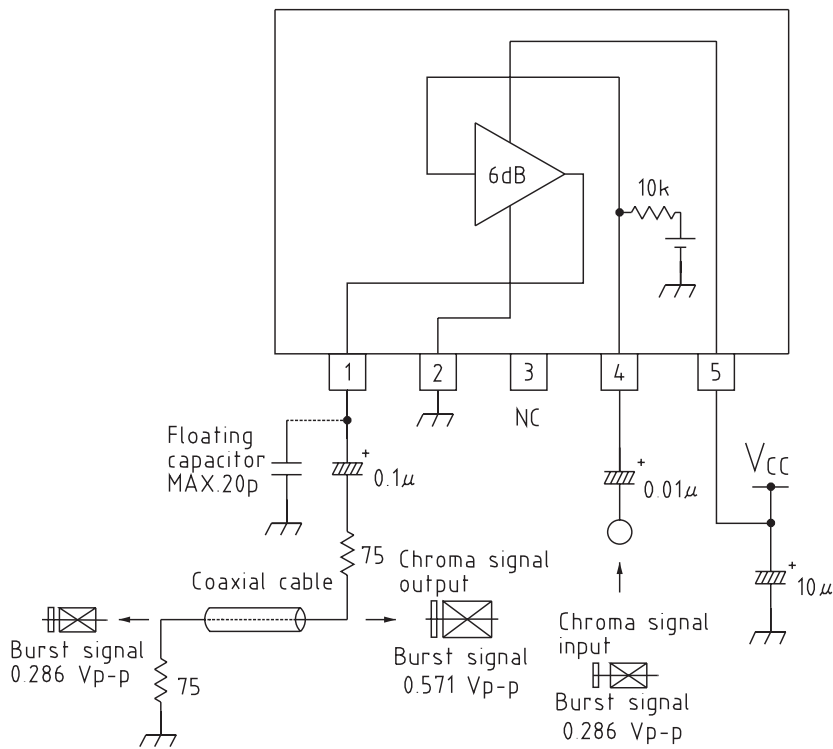 6dB
10k
1
2
3
4
5
NC
Floating
capacitor
MAX.20p
+
0.1μ
+
0.01μ
VCC
75
Chroma signal
output
+
10μ
Coaxial cable
Chroma signal
input
Burst signal
0.286 Vp-p
75
Burst signal
0.571 Vp-p
Burst signal
0.286 Vp-p